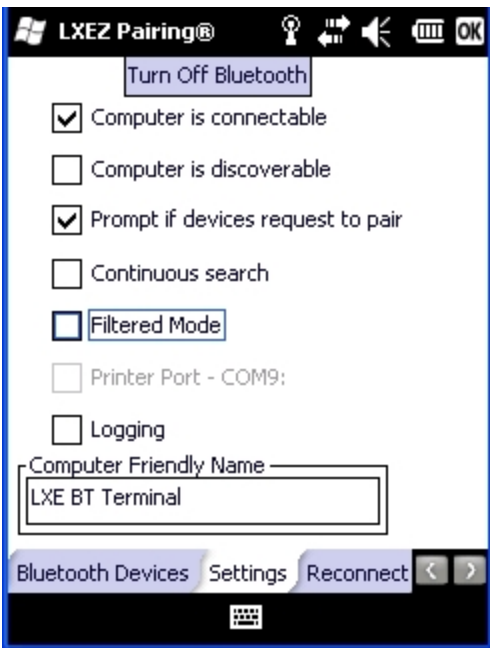 LXEZ Pairing® OK
Turn Off Bluetooth
Computer is connectable
Computer is discoverable
Prompt if devices request to pair
Continuous search
Filtered Mode
Printer Port - COM9:
Logging
Computer Friendly Name
LXE BT Terminal
Bluetooth Devices Settings Reconnect